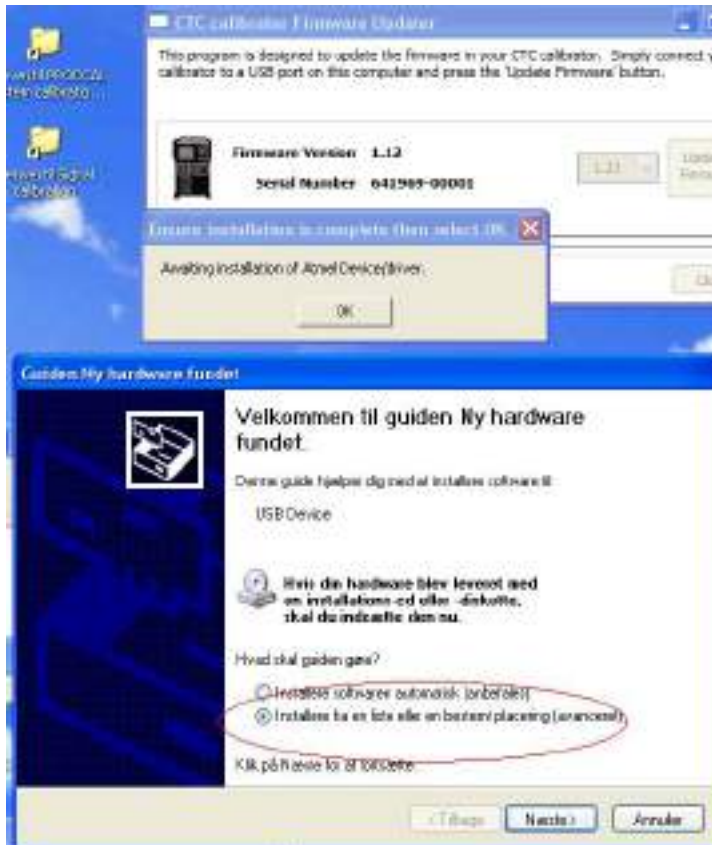 CTC calibrator Firmware Updater
This program is designed to update the firmware in your CTC calibrator. Simply connect
calibrator to a USB port on this computer and press the 'Update Firmware' button.
Firmware Version 1.12
Serial Number 641969-00001
Ensure installation is complete then select OK
Awaiting installation of Atmel Device/driver.
OK
Guiden Ny hardware fundet
Velkommen til guiden Ny hardware
fundet.
Denne guide hjælper dig med at installere software til:
USB Device
Hvis din hardware blev leveret med
en installations-cd eller -diskette,
skal du indsætte den nu.
Hvad skal guiden gøre?
Installere softwaren automatisk (anbefales)
Installere fra en liste eller en bestemt placering (avanceret)
Klik på Næste for at fortsætte.
< Tilbage
Næste >
Annuller